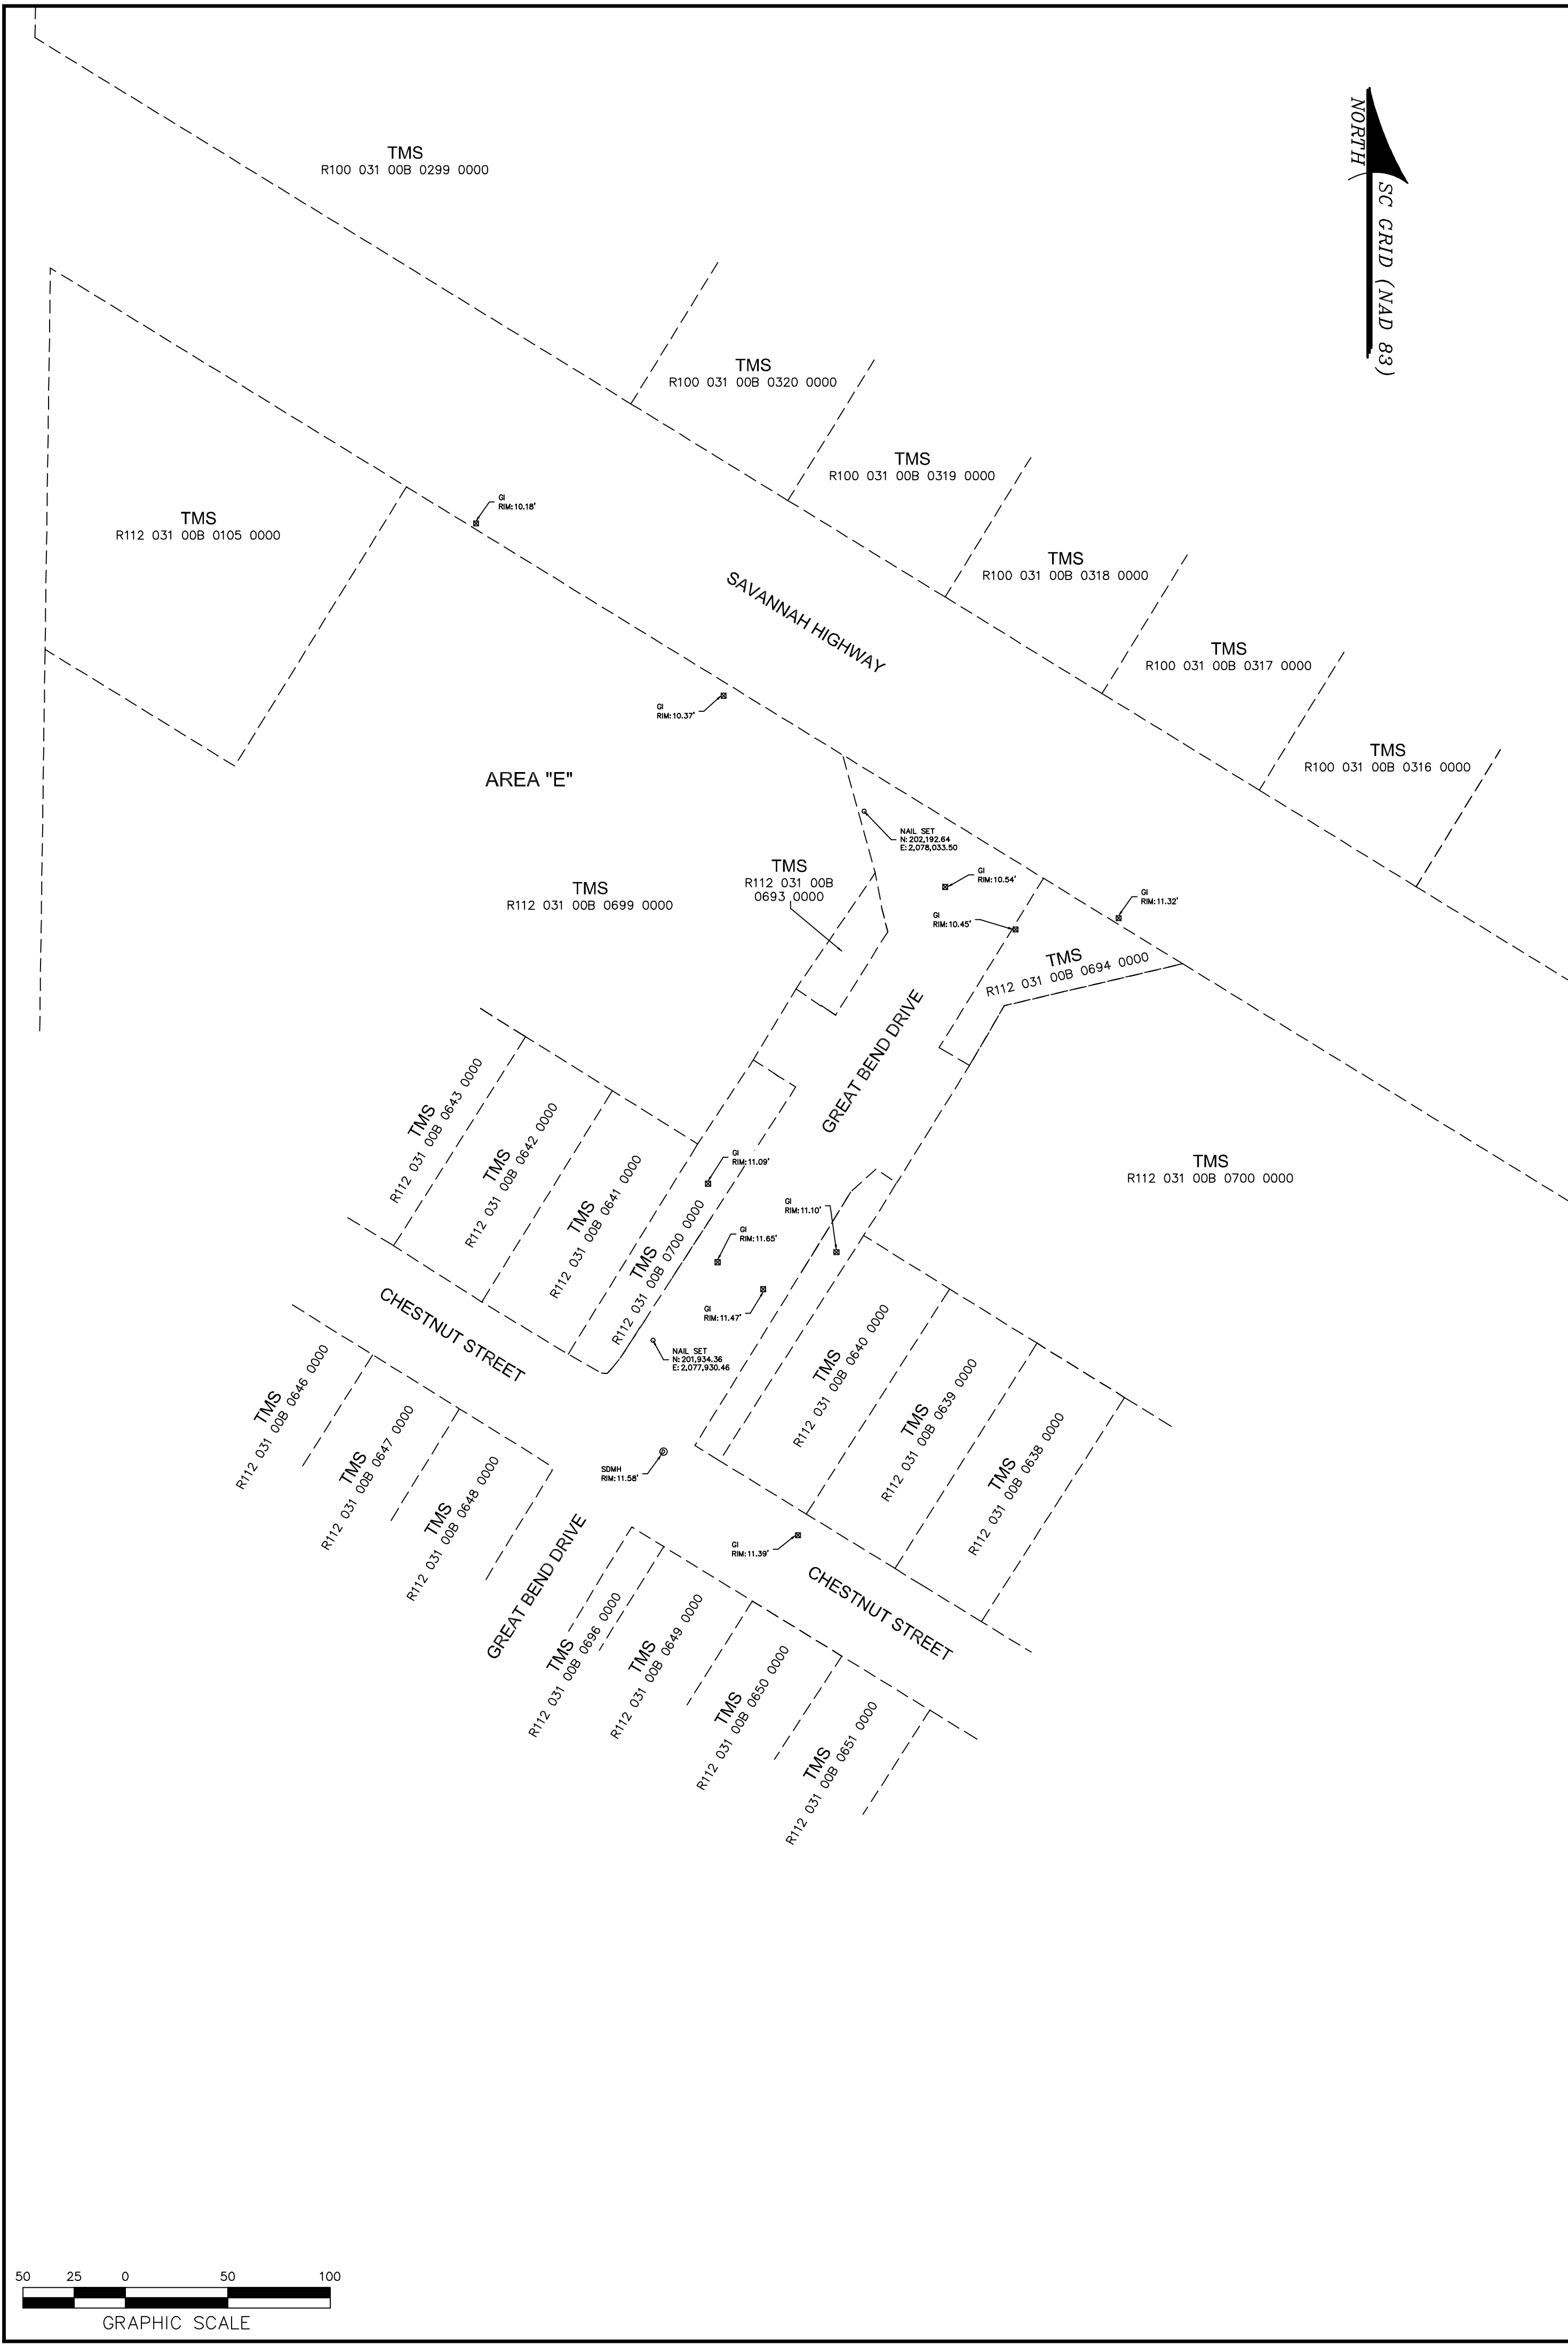 NORTH
SC GRID (NAD 83)
TMS
R100 031 00B 0299 0000
TMS
R100 031 00B 0320 0000
TMS
R100 031 00B 0319 0000
TMS
R112 031 00B 0105 0000
GI
RIM:10.18'
TMS
R100 031 00B 0318 0000
SAVANNAH HIGHWAY
TMS
R100 031 00B 0317 0000
GI
RIM:10.37'
TMS
R100 031 00B 0316 0000
AREA "E"
NAIL SET
N:202,192.64
E:2,078,033.50
TMS
R112 031 00B
0693 0000
TMS
R112 031 00B 0699 0000
GI
RIM:10.54'
GI
RIM:11.32'
GI
RIM:10.45'
TMS
R112 031 00B 0694 0000
GREAT BEND DRIVE
TMS
R112 031 00B 0643 0000
TMS
R112 031 00B 0642 0000
TMS
R112 031 00B 0641 0000
TMS
R112 031 00B 0700 0000
GI
RIM:11.09'
TMS
R112 031 00B 0700 0000
GI
RIM:11.10'
GI
RIM:11.65'
GI
RIM:11.47'
CHESTNUT STREET
NAIL SET
N:201,934.36
E:2,077,930.46
TMS
R112 031 00B 0640 0000
TMS
R112 031 00B 0639 0000
TMS
R112 031 00B 0638 0000
TMS
R112 031 00B 0646 0000
TMS
R112 031 00B 0647 0000
TMS
R112 031 00B 0648 0000
SDMH
RIM:11.58'
GI
RIM:11.39'
GREAT BEND DRIVE
CHESTNUT STREET
TMS
R112 031 00B 0696 0000
TMS
R112 031 00B 0649 0000
TMS
R112 031 00B 0650 0000
TMS
R112 031 00B 0651 0000
50 25 0 50 100
GRAPHIC SCALE